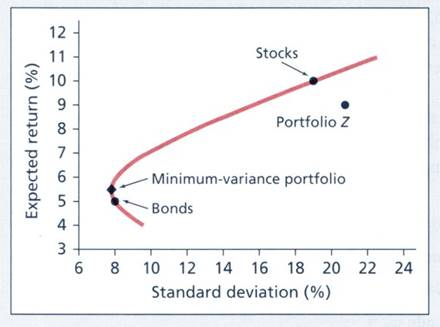 12
11
10
9
8
7
6
5
4
3
Expected return (%)
Stocks
Portfolio Z
Minimum-variance portfolio
Bonds
6 8 10 12 14 16 18 20 22 24
Standard deviation (%)